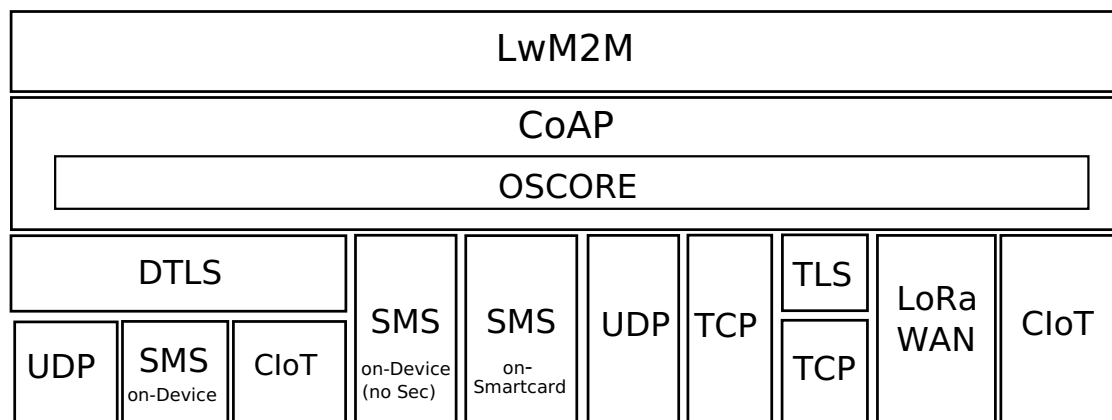 LwM2M
CoAP
OSCORE
DTLS
UDP
SMS
on-Device
CIoT
SMS
on-Device
(no Sec)
SMS
on-
Smartcard
UDP
TCP
TLS
TCP
LoRa
WAN
CIoT